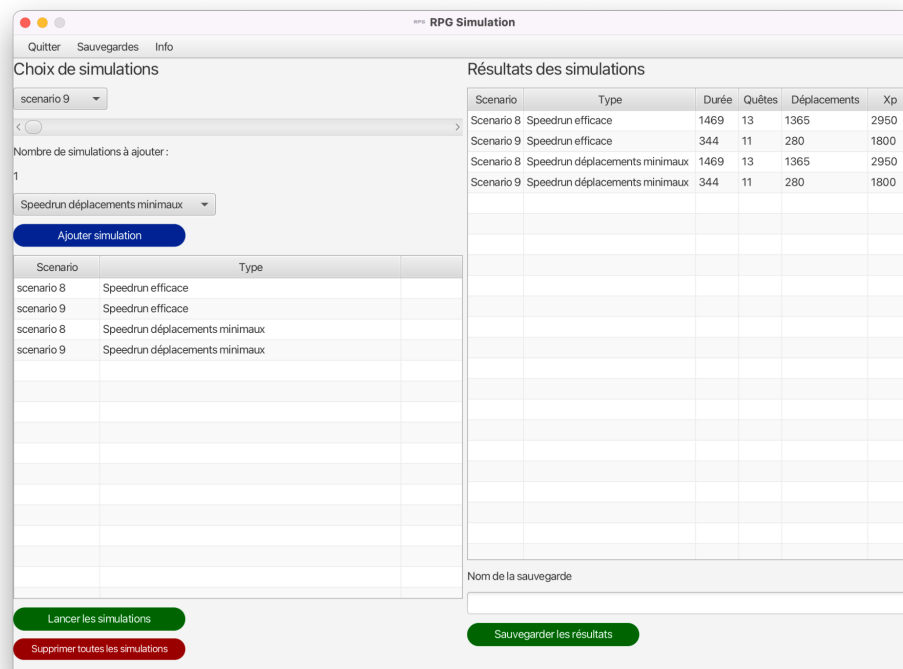 RPG RPG Simulation
Quitter Sauvegardes Info
Choix de simulations
scenario 9
Nombre de simulations à ajouter :
1
Speedrun déplacements minimaux
Ajouter simulation
Scenario Type
scenario 8 Speedrun efficace
scenario 9 Speedrun efficace
scenario 8 Speedrun déplacements minimaux
scenario 9 Speedrun déplacements minimaux
Lancer les simulations
Supprimer toutes les simulations
Résultats des simulations
Scenario Type Durée Quêtes Déplacements Xp
Scenario 8 Speedrun efficace 1469 13 1365 2950
Scenario 9 Speedrun efficace 344 11 280 1800
Scenario 8 Speedrun déplacements minimaux 1469 13 1365 2950
Scenario 9 Speedrun déplacements minimaux 344 11 280 1800
Nom de la sauvegarde
Sauvegarder les résultats